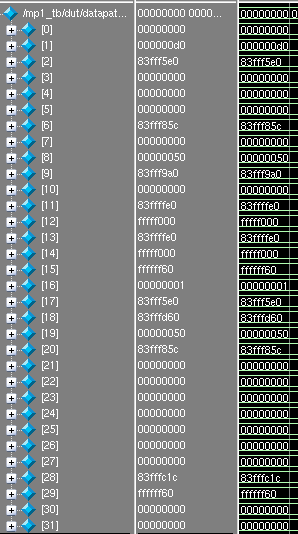 /mp1_tb/dut/datapat... 00000000 0000... 00000000 0
[0] 00000000 00000000
[1] 000000d0 000000d0
[2] 83fff5e0 83fff5e0
[3] 00000000 00000000
[4] 00000000 00000000
[5] 00000000 00000000
[6] 83fff85c 83fff85c
[7] 00000000 00000000
[8] 00000050 00000050
[9] 83fff9a0 83fff9a0
[10] 00000000 00000000
[11] 83ffffe0 83ffffe0
[12] fffff000 fffff000
[13] 83ffffe0 83ffffe0
[14] fffff000 fffff000
[15] ffffff60 ffffff60
[16] 00000001 00000001
[17] 83fff5e0 83fff5e0
[18] 83fffd60 83fffd60
[19] 00000050 00000050
[20] 83fff85c 83fff85c
[21] 00000000 00000000
[22] 00000000 00000000
[23] 00000000 00000000
[24] 00000000 00000000
[25] 00000000 00000000
[26] 00000000 00000000
[27] 00000000 00000000
[28] 83fffc1c 83fffc1c
[29] ffffff60 ffffff60
[30] 00000000 00000000
[31] 00000000 00000000